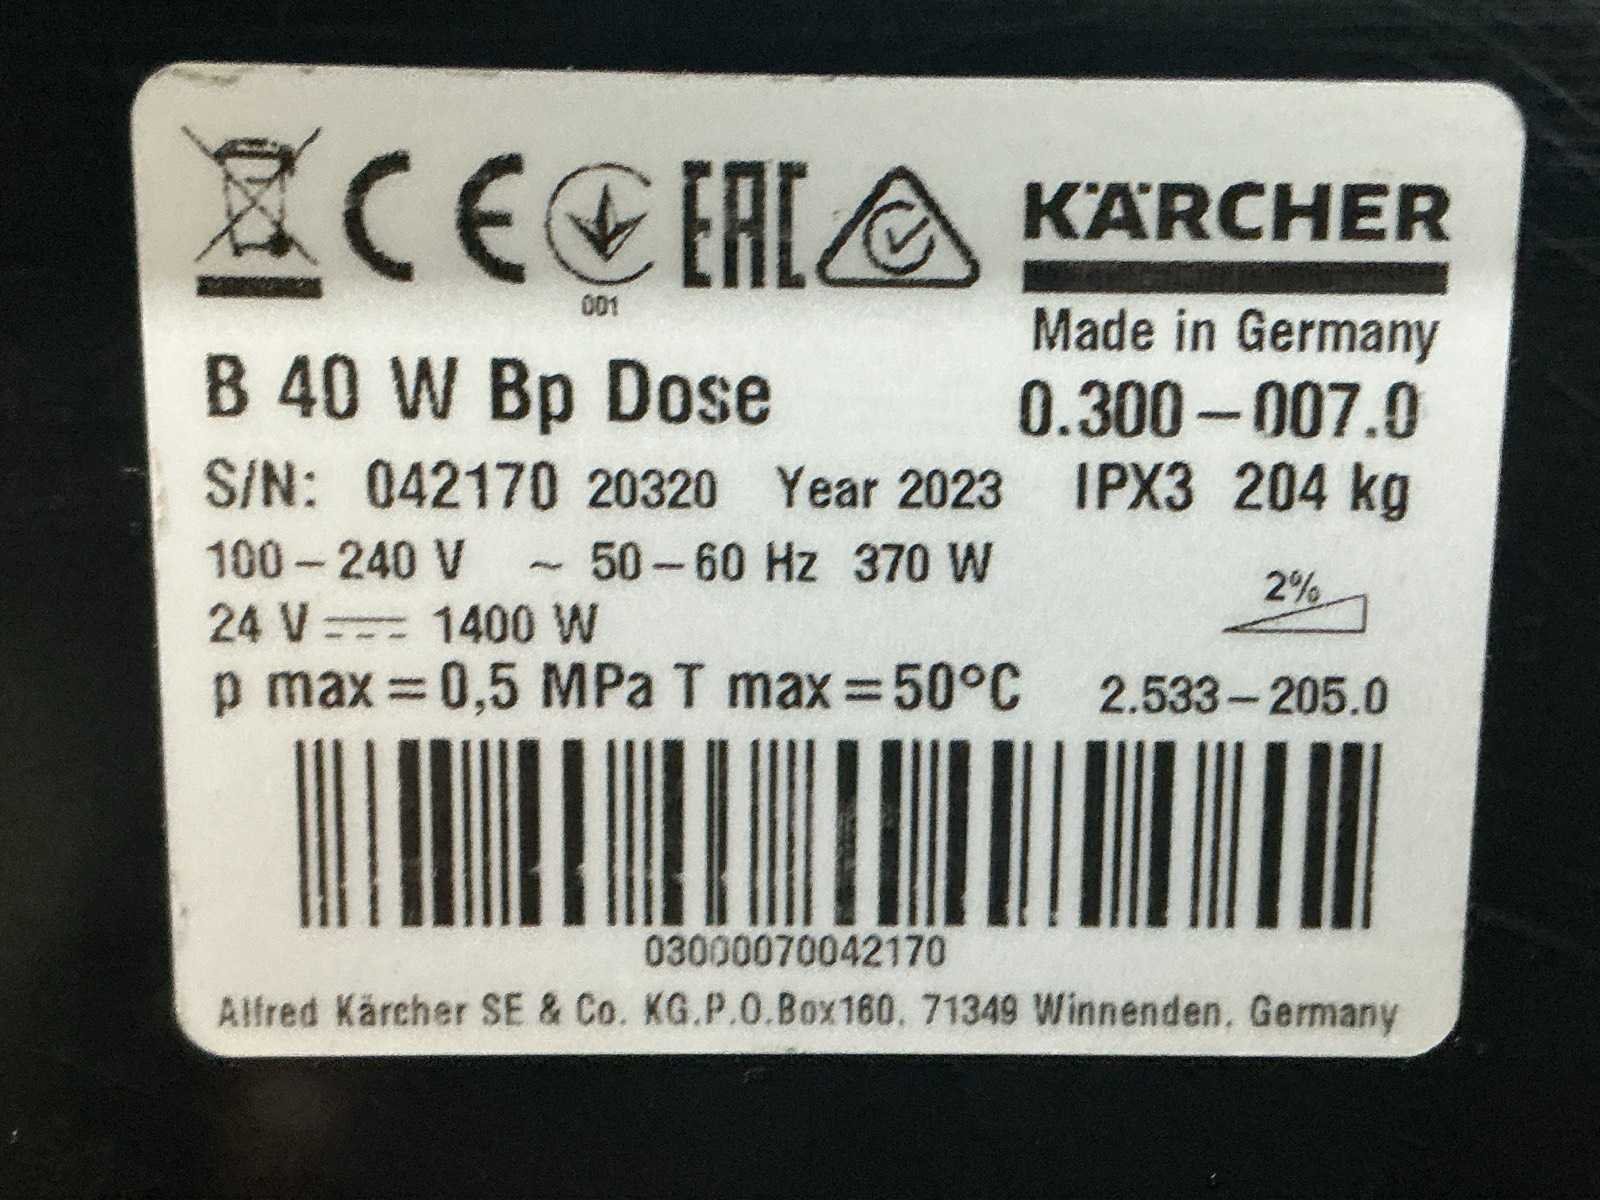 CE EAC KÄRCHER
001
Made in Germany
B 40 W Bp Dose 0.300-007.0
S/N: 042170 20320 Year 2023 IPX3 204 kg
100-240 V ~ 50-60 Hz 370 W
2%
24 V ⎓ 1400 W
p max=0,5 MPa T max=50°C 2.533-205.0
03000070042170
Alfred Kärcher SE & Co. KG.P.O.Box160, 71349 Winnenden, Germany